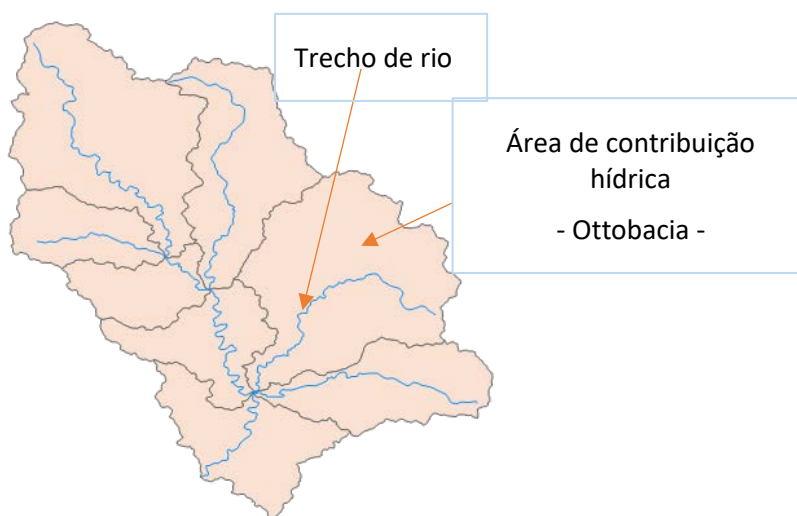 Trecho de rio
Área de contribuição
hídrica
- Ottobacia -